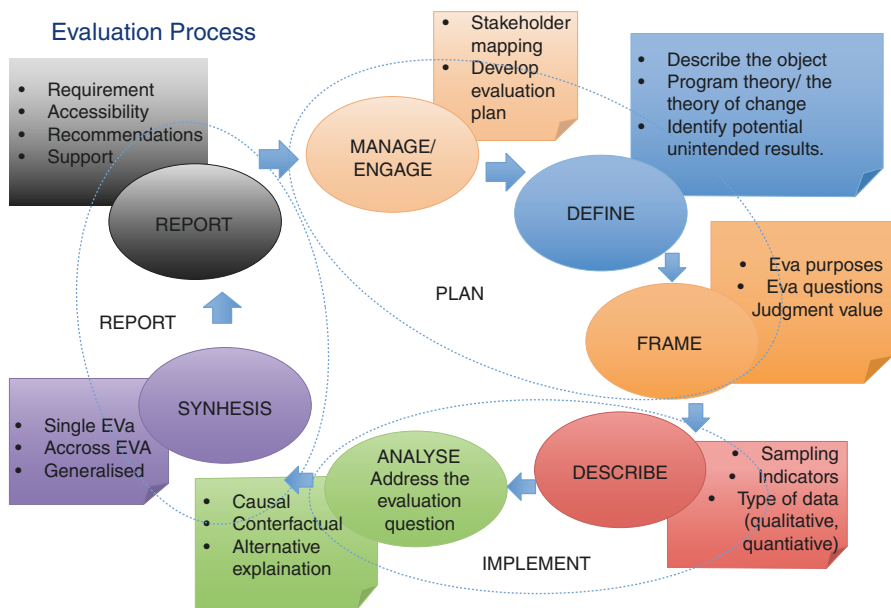 Evaluation Process
• Requirement
• Accessibility
• Recommendations
• Support
REPORT
• Stakeholder
mapping
• Develop
evaluation
plan
MANAGE/
ENGAGE
• Describe the object
• Program theory/ the
theory of change
• Identify potential
unintended results.
DEFINE
• Eva purposes
• Eva questions
Judgment value
FRAME
PLAN
REPORT
SYNHESIS
• Single EVa
• Accross EVA
• Generalised
ANALYSE
Address the
evaluation
question
• Causal
• Conterfactual
• Alternative
explaination
DESCRIBE
• Sampling
• Indicators
• Type of data
(qualitative,
quantiative)
IMPLEMENT